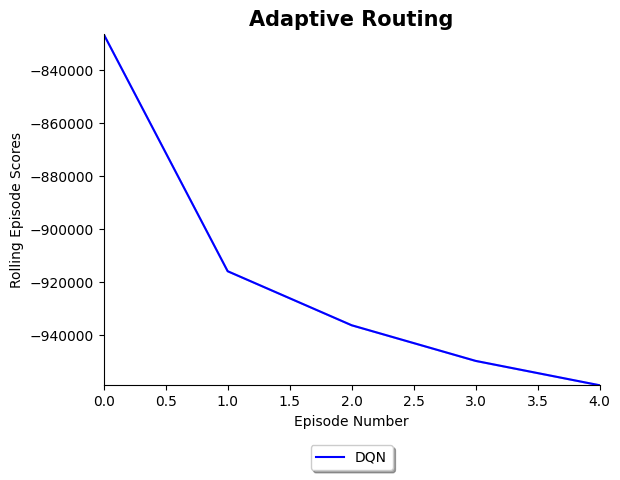 Adaptive Routing
Rolling Episode Scores
−840000
−860000
−880000
−900000
−920000
−940000
0.0 0.5 1.0 1.5 2.0 2.5 3.0 3.5 4.0
Episode Number
DQN